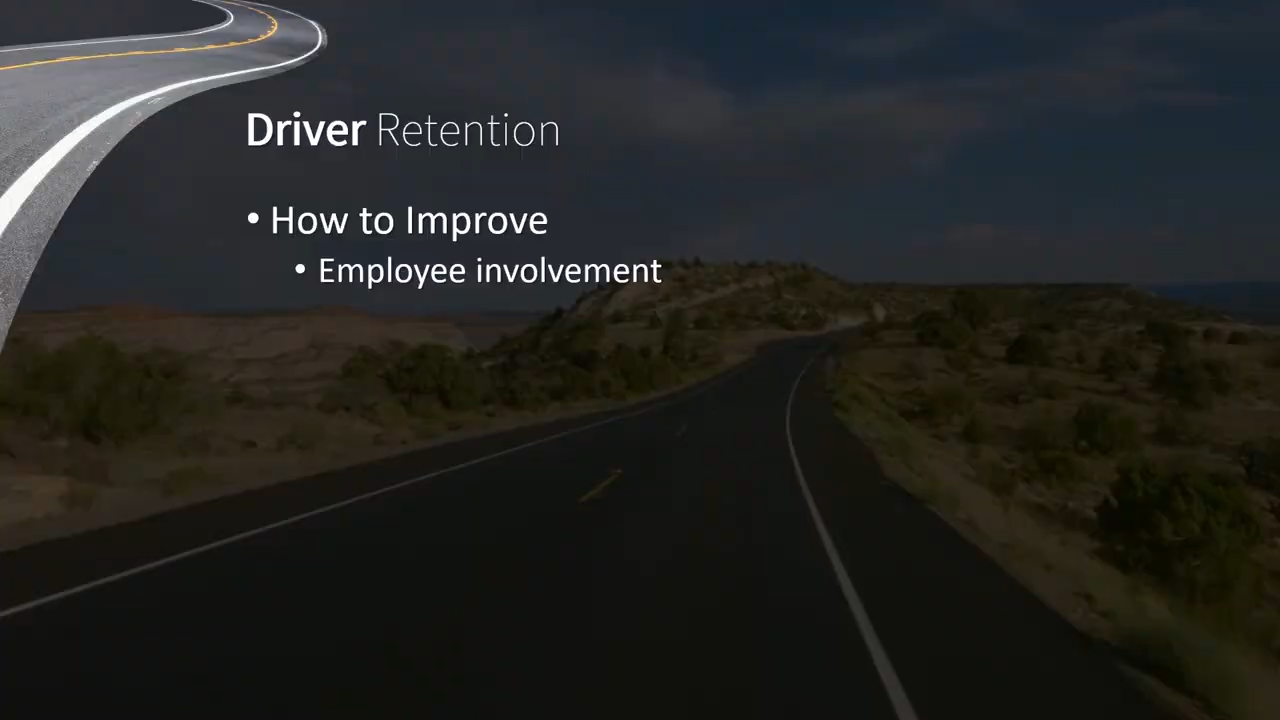 Driver Retention
• How to Improve
• Employee involvement